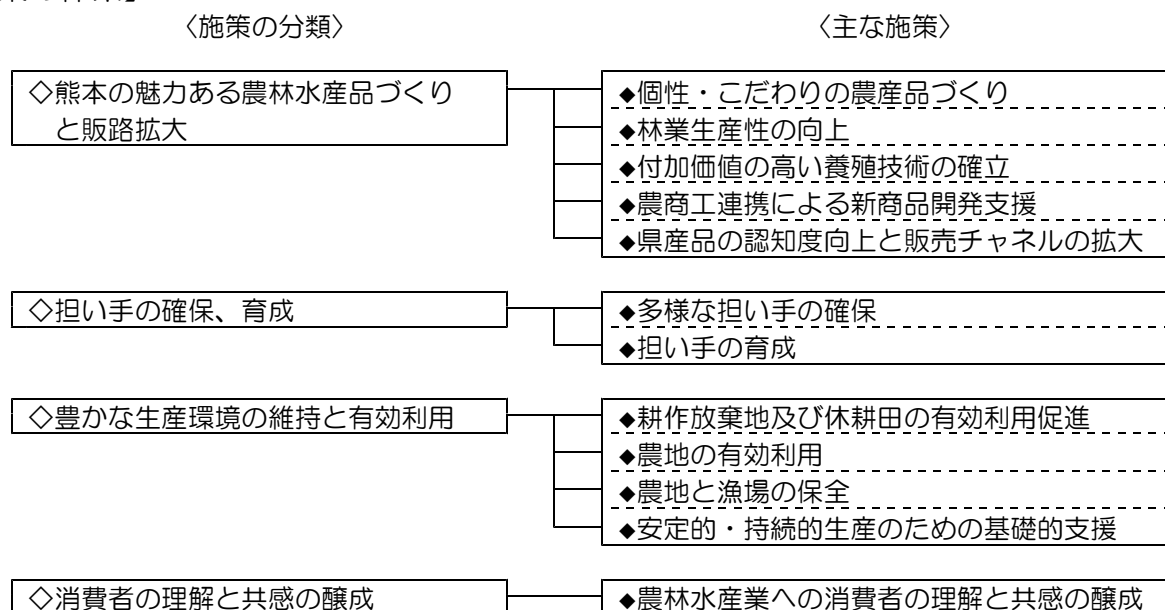 〈施策の分類〉
〈主な施策〉
◇熊本の魅力ある農林水産品づくり
と販路拡大
◆個性・こだわりの農産品づくり
◆林業生産性の向上
◆付加価値の高い養殖技術の確立
◆農商工連携による新商品開発支援
◆県産品の認知度向上と販売チャネルの拡大
◇担い手の確保、育成
◆多様な担い手の確保
◆担い手の育成
◇豊かな生産環境の維持と有効利用
◆耕作放棄地及び休耕田の有効利用促進
◆農地の有効利用
◆農地と漁場の保全
◆安定的・持続的生産のための基礎的支援
◇消費者の理解と共感の醸成
◆農林水産業への消費者の理解と共感の醸成